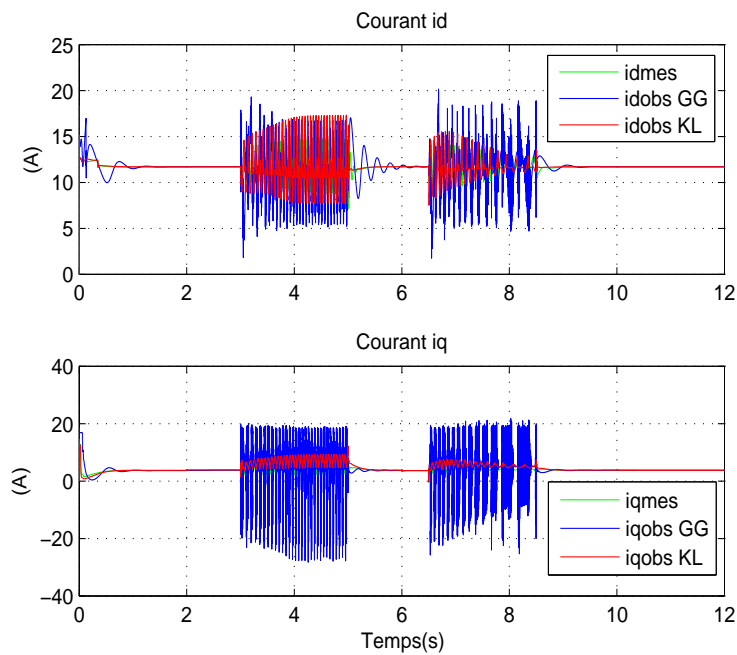 Courant id
25
20
15
10
5
0
(A)
idmes
idobs GG
idobs KL
0
2
4
6
8
10
12
Courant iq
40
20
0
−20
−40
(A)
iqmes
iqobs GG
iqobs KL
0
2
4
6
8
10
12
Temps(s)